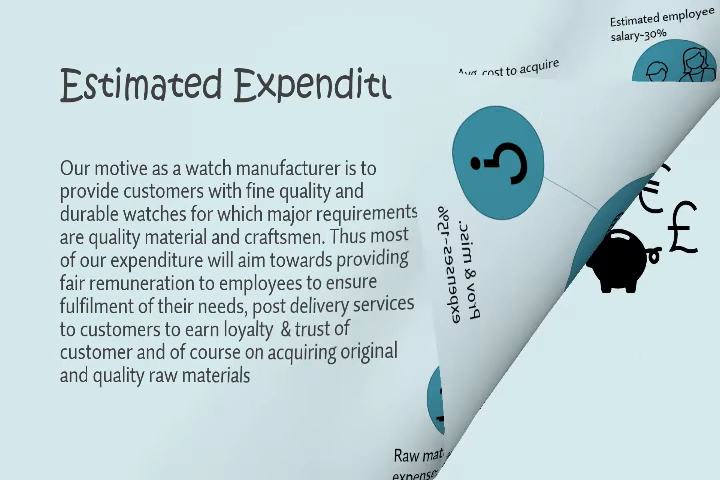 Estimated Expenditu
Our motive as a watch manufacturer is to
provide customers with fine quality and
durable watches for which major requirements
are quality material and craftsmen. Thus most
of our expenditure will aim towards providing
fair remuneration to employees to ensure
fulfilment of their needs, post delivery services
to customers to earn loyalty & trust of
customer and of course on acquiring original
and quality raw materials
Estimated employee
salary-30%
Avg. cost to acquire
?
Prov & misc.
expenses-15%
€
£
Raw mat
expense